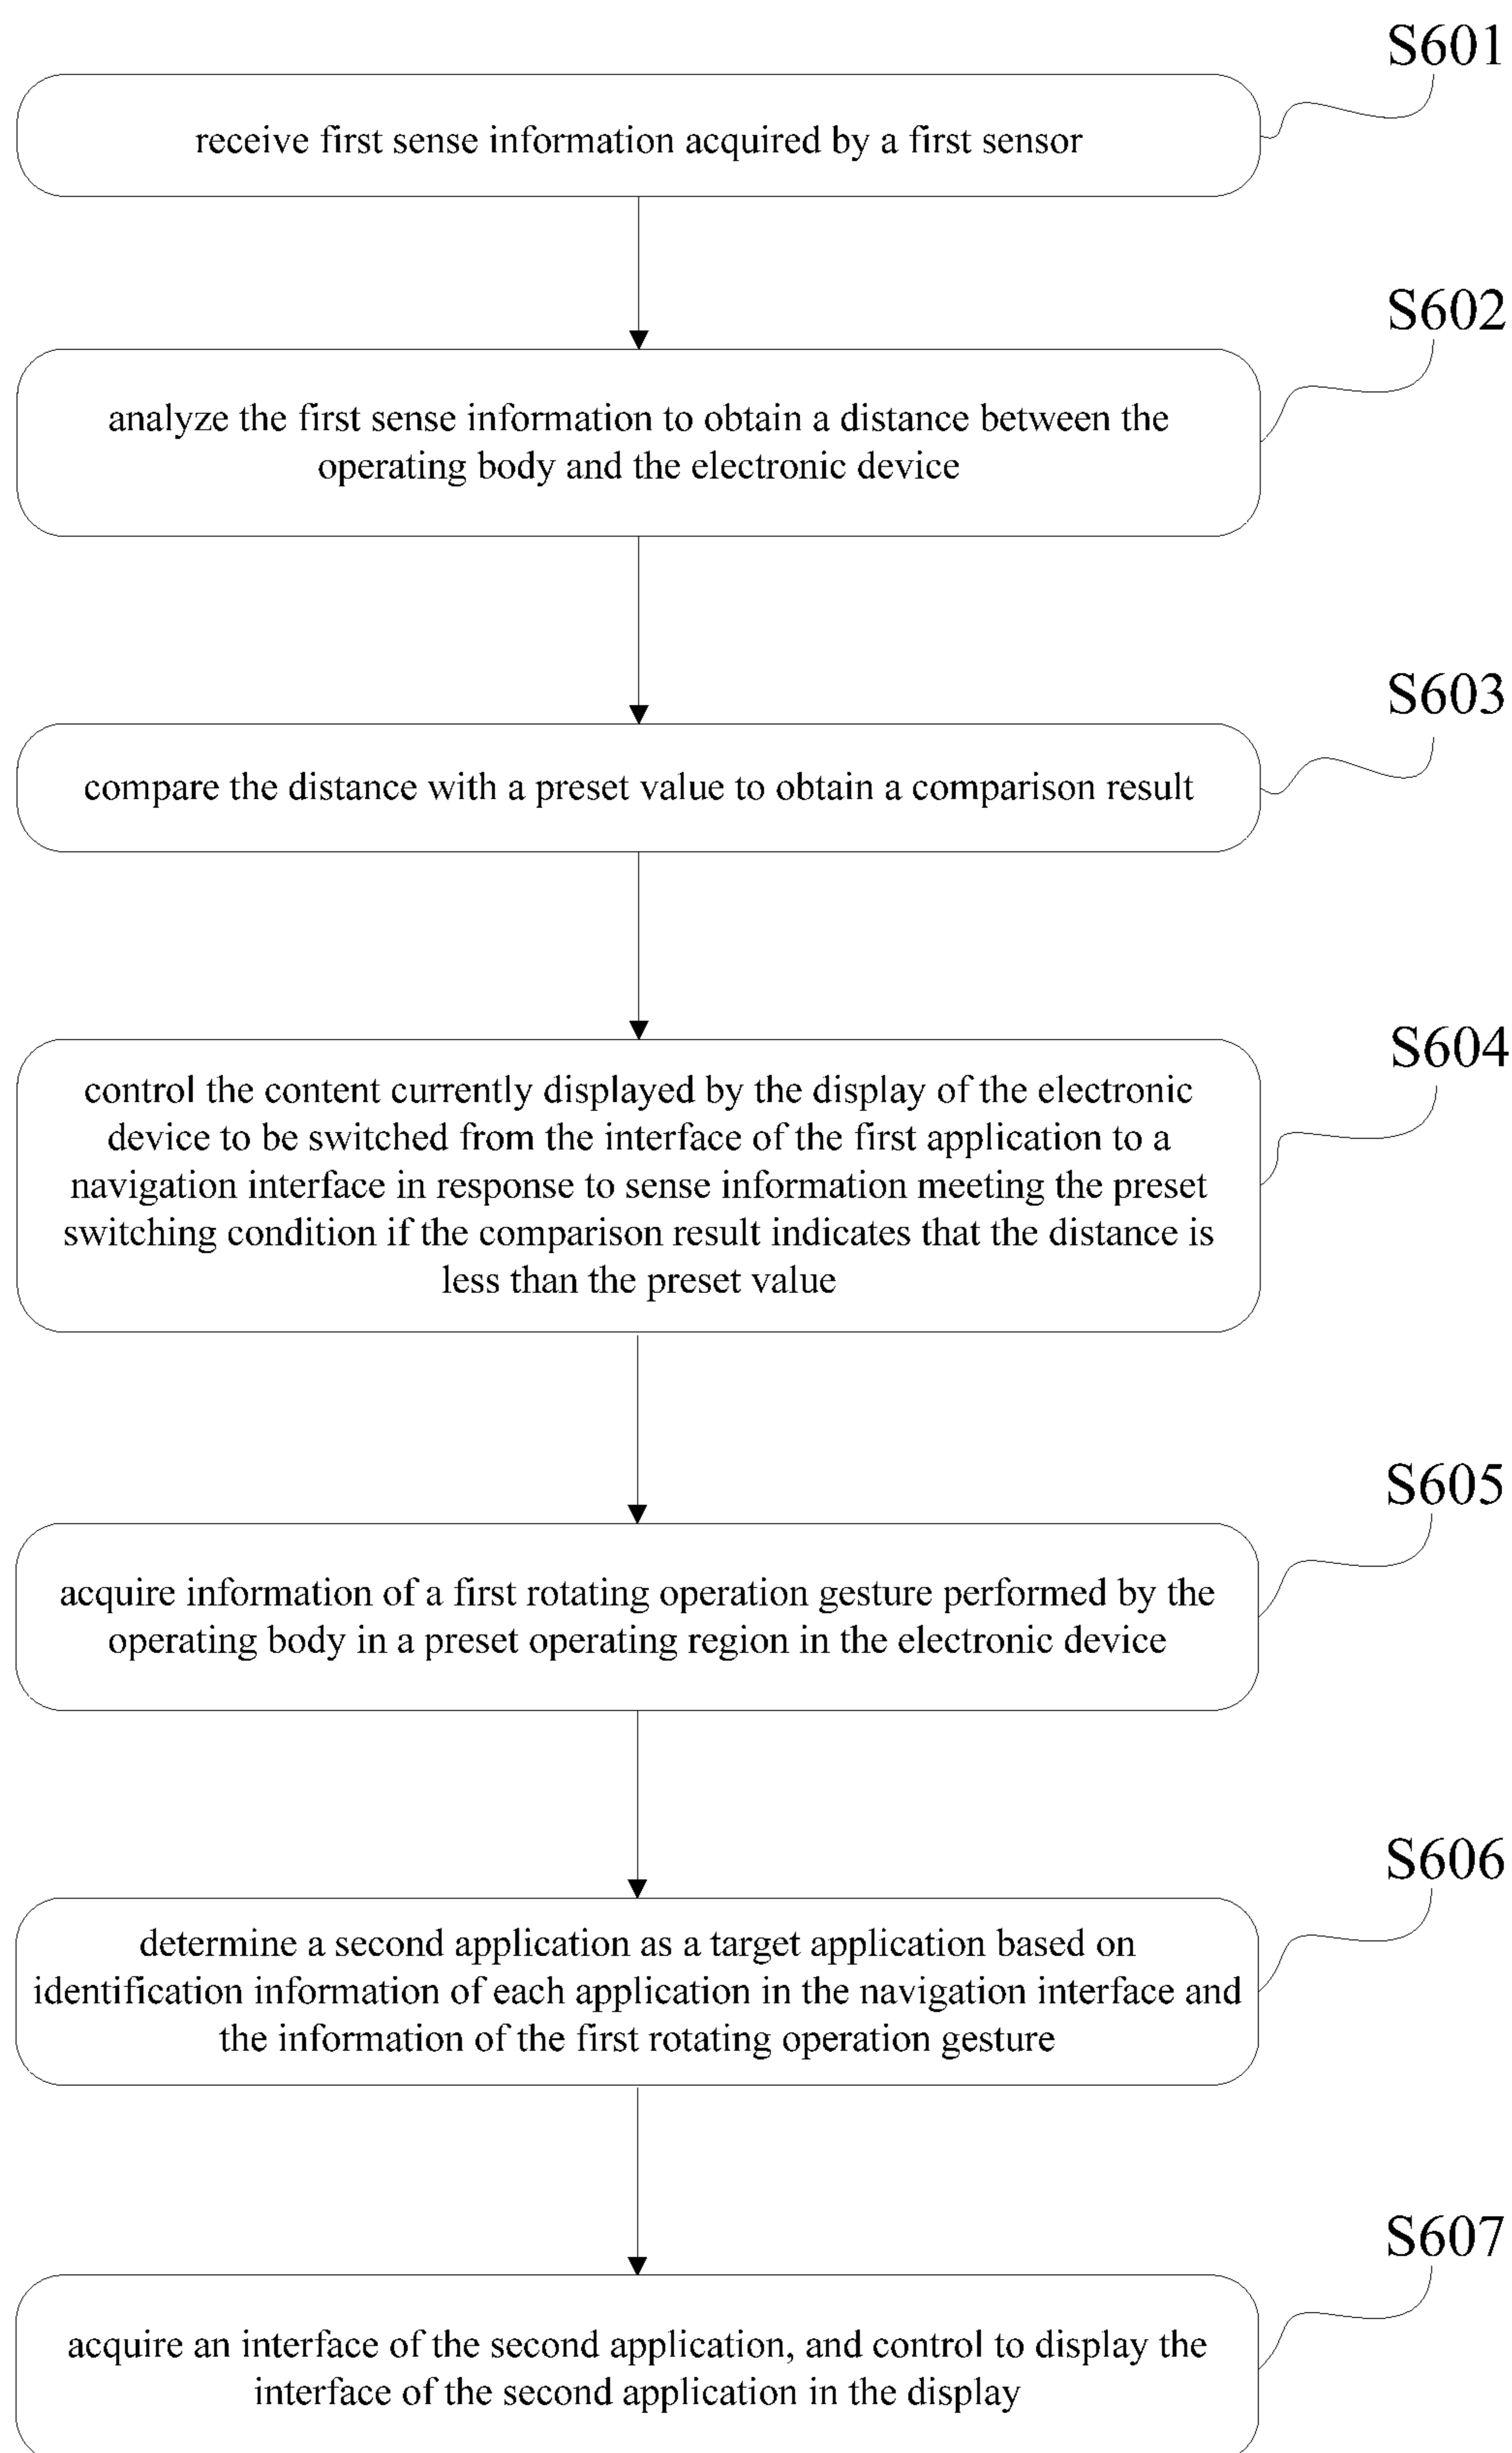 S601
receive first sense information acquired by a first sensor
S602
analyze the first sense information to obtain a distance between the
operating body and the electronic device
S603
compare the distance with a preset value to obtain a comparison result
S604
control the content currently displayed by the display of the electronic
device to be switched from the interface of the first application to a
navigation interface in response to sense information meeting the preset
switching condition if the comparison result indicates that the distance is
less than the preset value
S605
acquire information of a first rotating operation gesture performed by the
operating body in a preset operating region in the electronic device
S606
determine a second application as a target application based on
identification information of each application in the navigation interface and
the information of the first rotating operation gesture
S607
acquire an interface of the second application, and control to display the
interface of the second application in the display